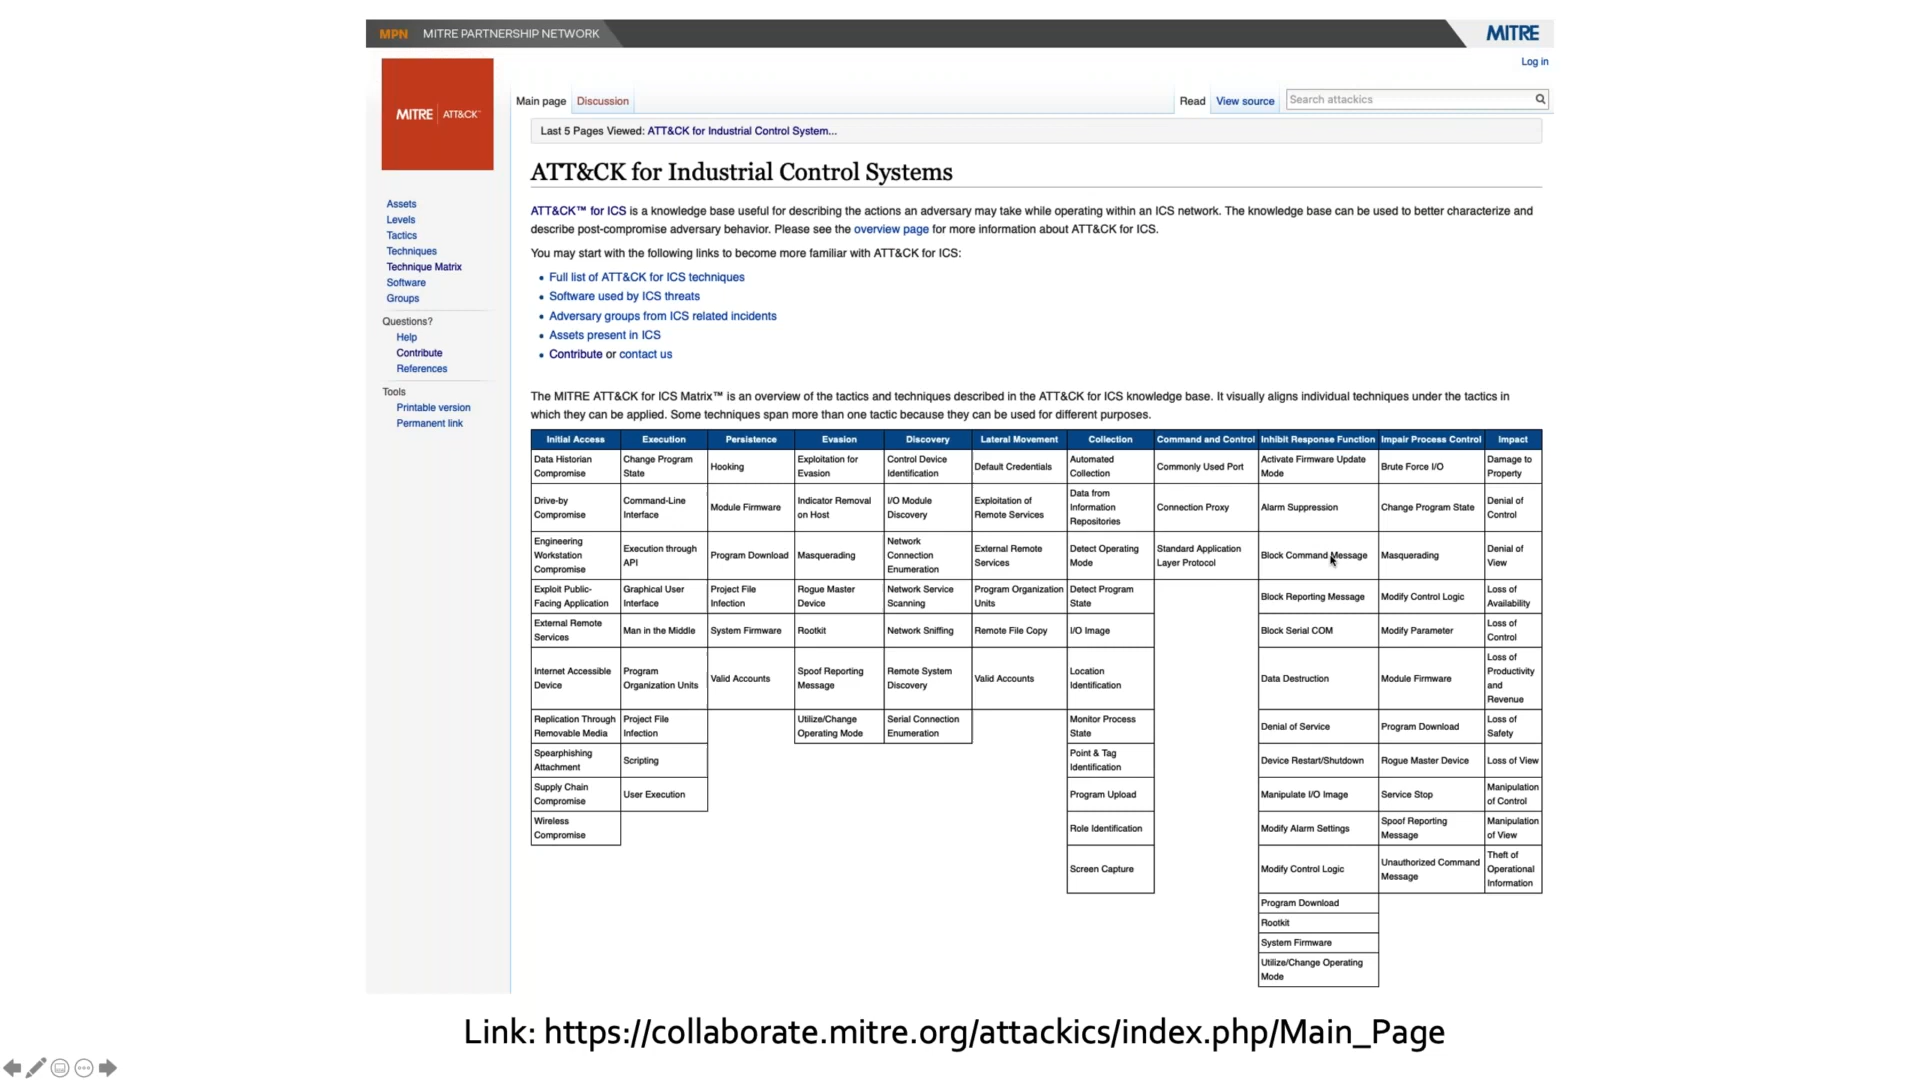 MPN MITRE PARTNERSHIP NETWORK
MITRE
Log in
MITRE | ATT&CK™
Main page
Discussion
Read
View source
Search attackics
Last 5 Pages Viewed: ATT&CK for Industrial Control System...
ATT&CK for Industrial Control Systems
ATT&CK™ for ICS is a knowledge base useful for describing the actions an adversary may take while operating within an ICS network. The knowledge base can be used to better characterize and
describe post-compromise adversary behavior. Please see the overview page for more information about ATT&CK for ICS.
You may start with the following links to become more familiar with ATT&CK for ICS:
Full list of ATT&CK for ICS techniques
Software used by ICS threats
Adversary groups from ICS related incidents
Assets present in ICS
Contribute or contact us
Assets
Levels
Tactics
Techniques
Technique Matrix
Software
Groups
Questions?
Help
Contribute
References
Tools
Printable version
Permanent link
The MITRE ATT&CK for ICS Matrix™ is an overview of the tactics and techniques described in the ATT&CK for ICS knowledge base. It visually aligns individual techniques under the tactics in
which they can be applied. Some techniques span more than one tactic because they can be used for different purposes.
Initial Access
Data Historian
Compromise
Drive-by
Compromise
Engineering
Workstation
Compromise
Exploit Public-
Facing Application
External Remote
Services
Internet Accessible
Device
Replication Through
Removable Media
Spearphishing
Attachment
Supply Chain
Compromise
Wireless
Compromise
Execution
Change Program
State
Command-Line
Interface
Execution through
API
Graphical User
Interface
Man in the Middle
Program
Organization Units
Project File
Infection
Scripting
User Execution
Persistence
Hooking
Module Firmware
Program Download
Project File
Infection
System Firmware
Valid Accounts
Evasion
Exploitation for
Evasion
Indicator Removal
on Host
Masquerading
Rogue Master
Device
Rootkit
Spoof Reporting
Message
Utilize/Change
Operating Mode
Discovery
Control Device
Identification
I/O Module
Discovery
Network
Connection
Enumeration
Network Service
Scanning
Network Sniffing
Remote System
Discovery
Serial Connection
Enumeration
Lateral Movement
Default Credentials
Exploitation of
Remote Services
External Remote
Services
Program Organization
Units
Remote File Copy
Valid Accounts
Collection
Automated
Collection
Data from
Information
Repositories
Detect Operating
Mode
Detect Program
State
I/O Image
Location
Identification
Monitor Process
State
Point & Tag
Identification
Program Upload
Role Identification
Screen Capture
Command and Control
Commonly Used Port
Connection Proxy
Standard Application
Layer Protocol
Inhibit Response Function
Activate Firmware Update
Mode
Alarm Suppression
Block Command Message
Block Reporting Message
Block Serial COM
Data Destruction
Denial of Service
Device Restart/Shutdown
Manipulate I/O Image
Modify Alarm Settings
Modify Control Logic
Program Download
Rootkit
System Firmware
Utilize/Change Operating
Mode
Impair Process Control
Brute Force I/O
Change Program State
Masquerading
Modify Control Logic
Modify Parameter
Module Firmware
Program Download
Rogue Master Device
Service Stop
Spoof Reporting
Message
Unauthorized Command
Message
Impact
Damage to
Property
Denial of
Control
Denial of
View
Loss of
Availability
Loss of
Control
Loss of
Productivity
and
Revenue
Loss of
Safety
Loss of View
Manipulation
of Control
Manipulation
of View
Theft of
Operational
Information
Link: https://collaborate.mitre.org/attackics/index.php/Main_Page